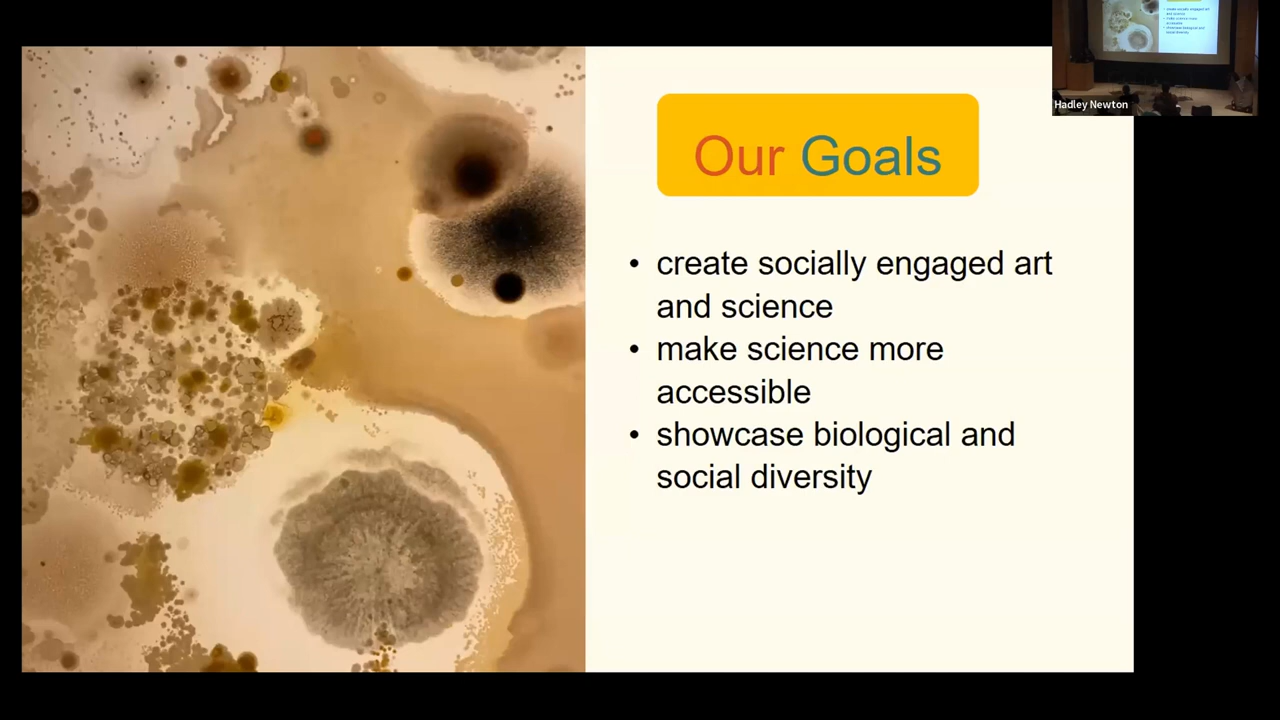 Our Goals
• create socially engaged art
and science
• make science more
accessible
• showcase biological and
social diversity
Hadley Newton